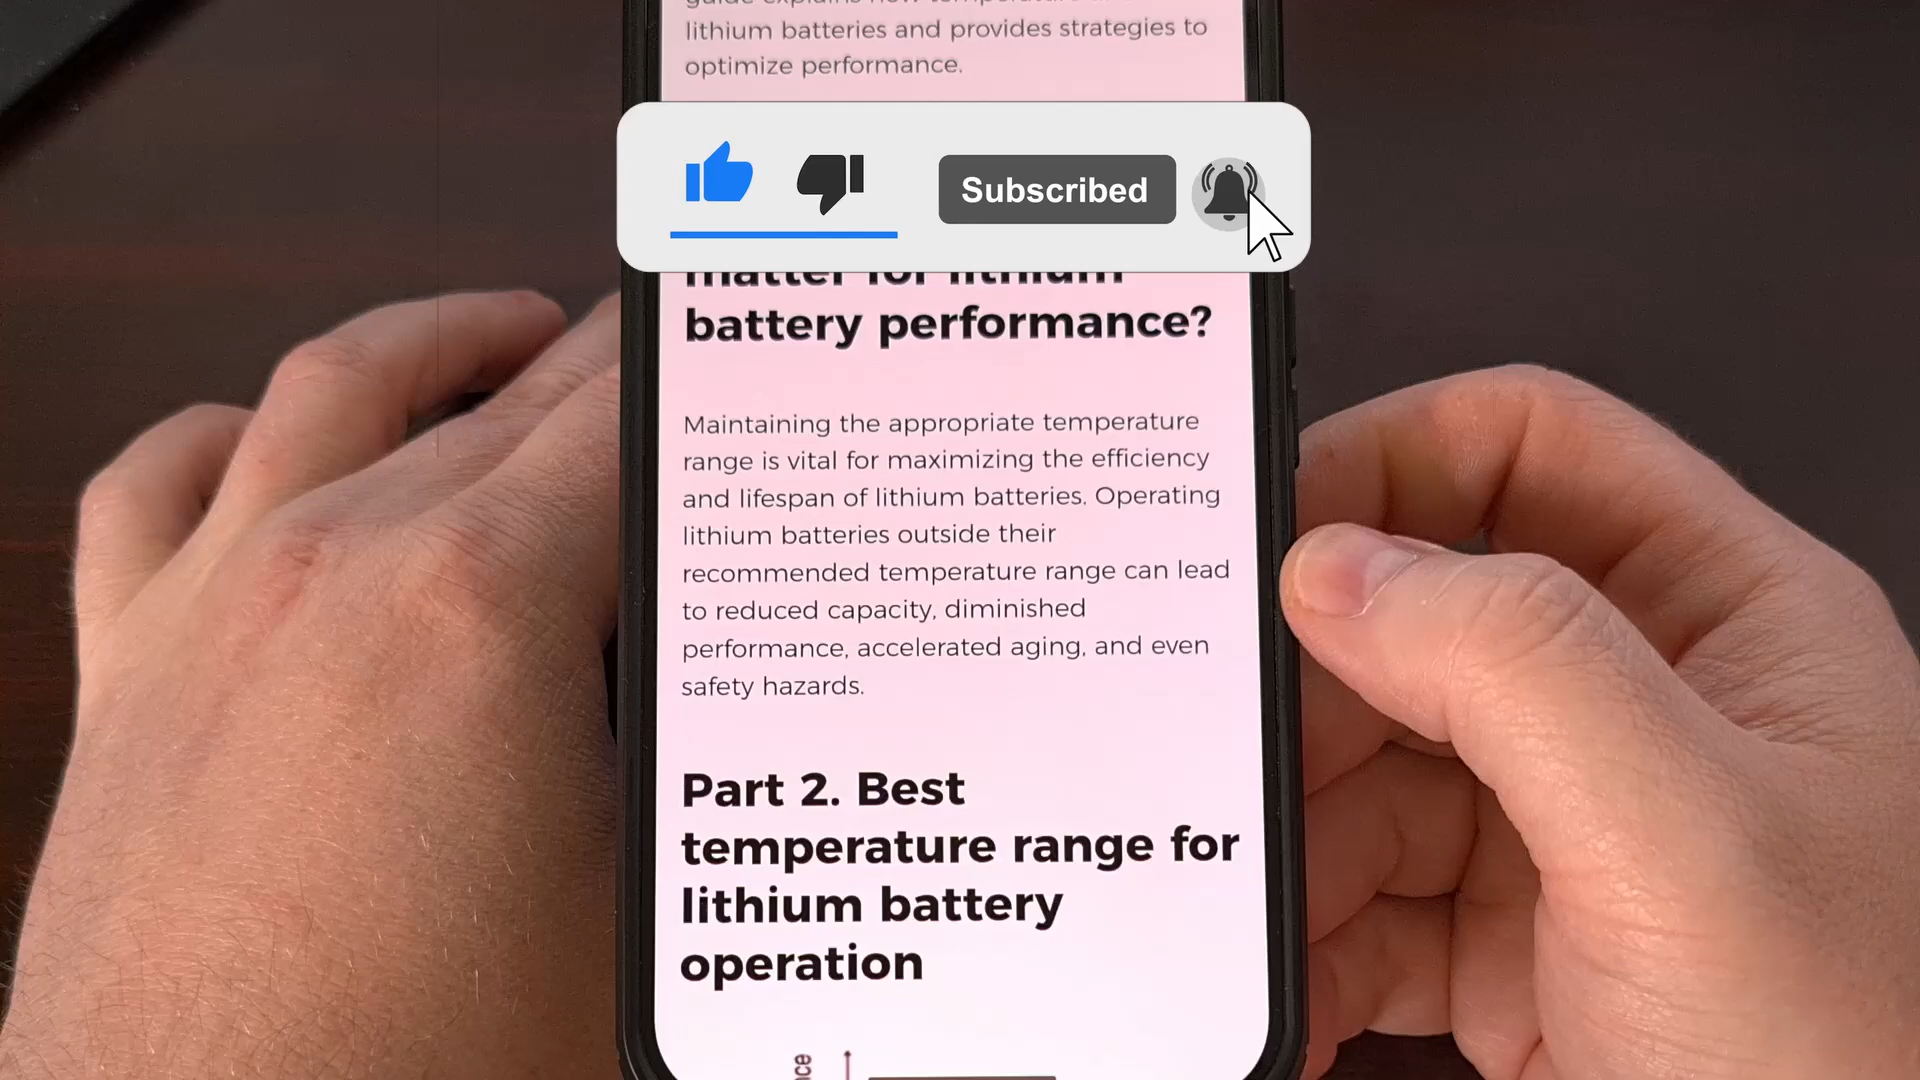 lithium batteries and provides strategies to
optimize performance.
Subscribed
matter for lithium
battery performance?
Maintaining the appropriate temperature
range is vital for maximizing the efficiency
and lifespan of lithium batteries. Operating
lithium batteries outside their
recommended temperature range can lead
to reduced capacity, diminished
performance, accelerated aging, and even
safety hazards.
Part 2. Best
temperature range for
lithium battery
operation